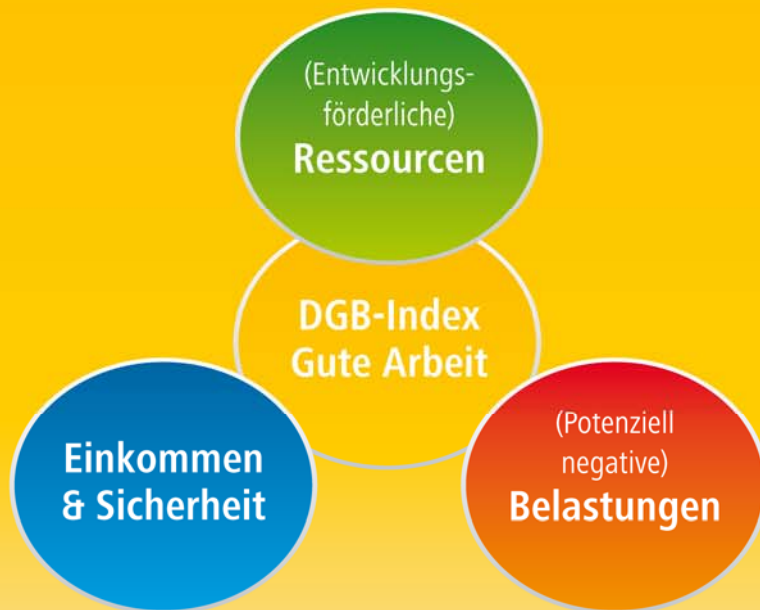 (Entwicklungs-
förderliche)
Ressourcen
DGB-Index
Gute Arbeit
Einkommen
& Sicherheit
(Potenziell
negative)
Belastungen